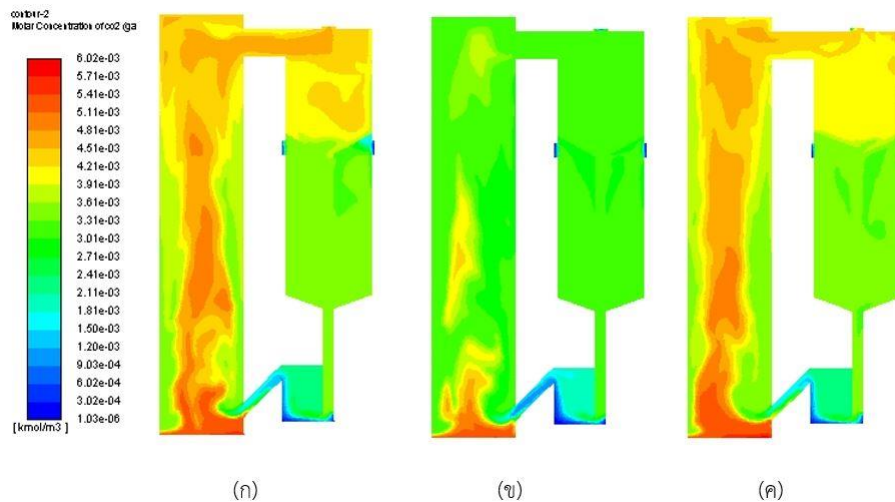 contour-2
Molar Concentration of co2 (ga
6.02e-03
5.71e-03
5.41e-03
5.11e-03
4.81e-03
4.51e-03
4.21e-03
3.91e-03
3.61e-03
3.31e-03
3.01e-03
2.71e-03
2.41e-03
2.11e-03
1.81e-03
1.50e-03
1.20e-03
9.03e-04
6.02e-04
3.02e-04
1.03e-06
[ kmol/m3 ]
(ก) (ข) (ค)